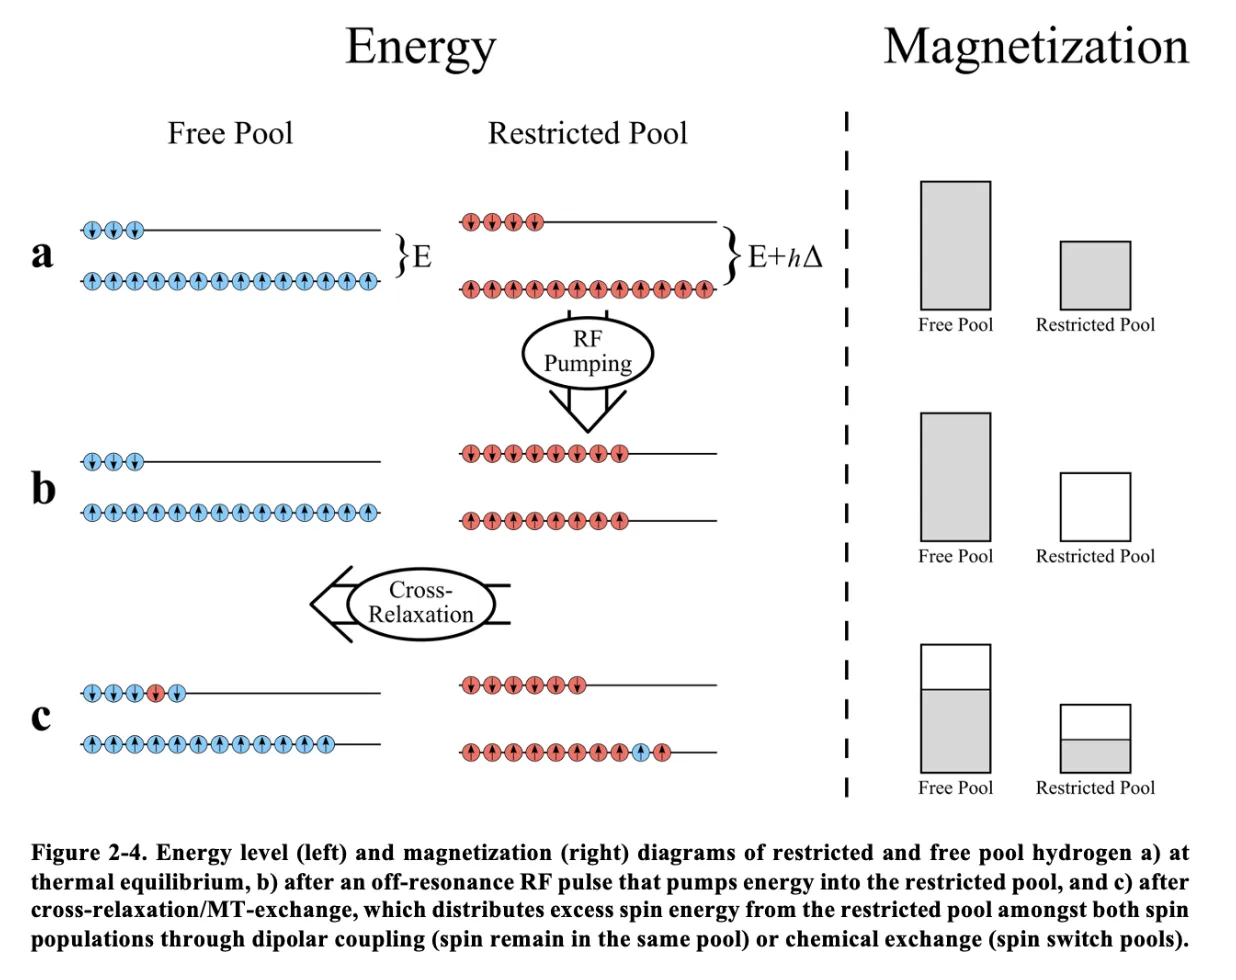 Energy
Magnetization
Free Pool
Restricted Pool
a
E
E+hΔ
Free Pool
Restricted Pool
RF
Pumping
b
Free Pool
Restricted Pool
Cross-
Relaxation
c
Free Pool
Restricted Pool
Figure 2-4. Energy level (left) and magnetization (right) diagrams of restricted and free pool hydrogen a) at
thermal equilibrium, b) after an off-resonance RF pulse that pumps energy into the restricted pool, and c) after
cross-relaxation/MT-exchange, which distributes excess spin energy from the restricted pool amongst both spin
populations through dipolar coupling (spin remain in the same pool) or chemical exchange (spin switch pools).